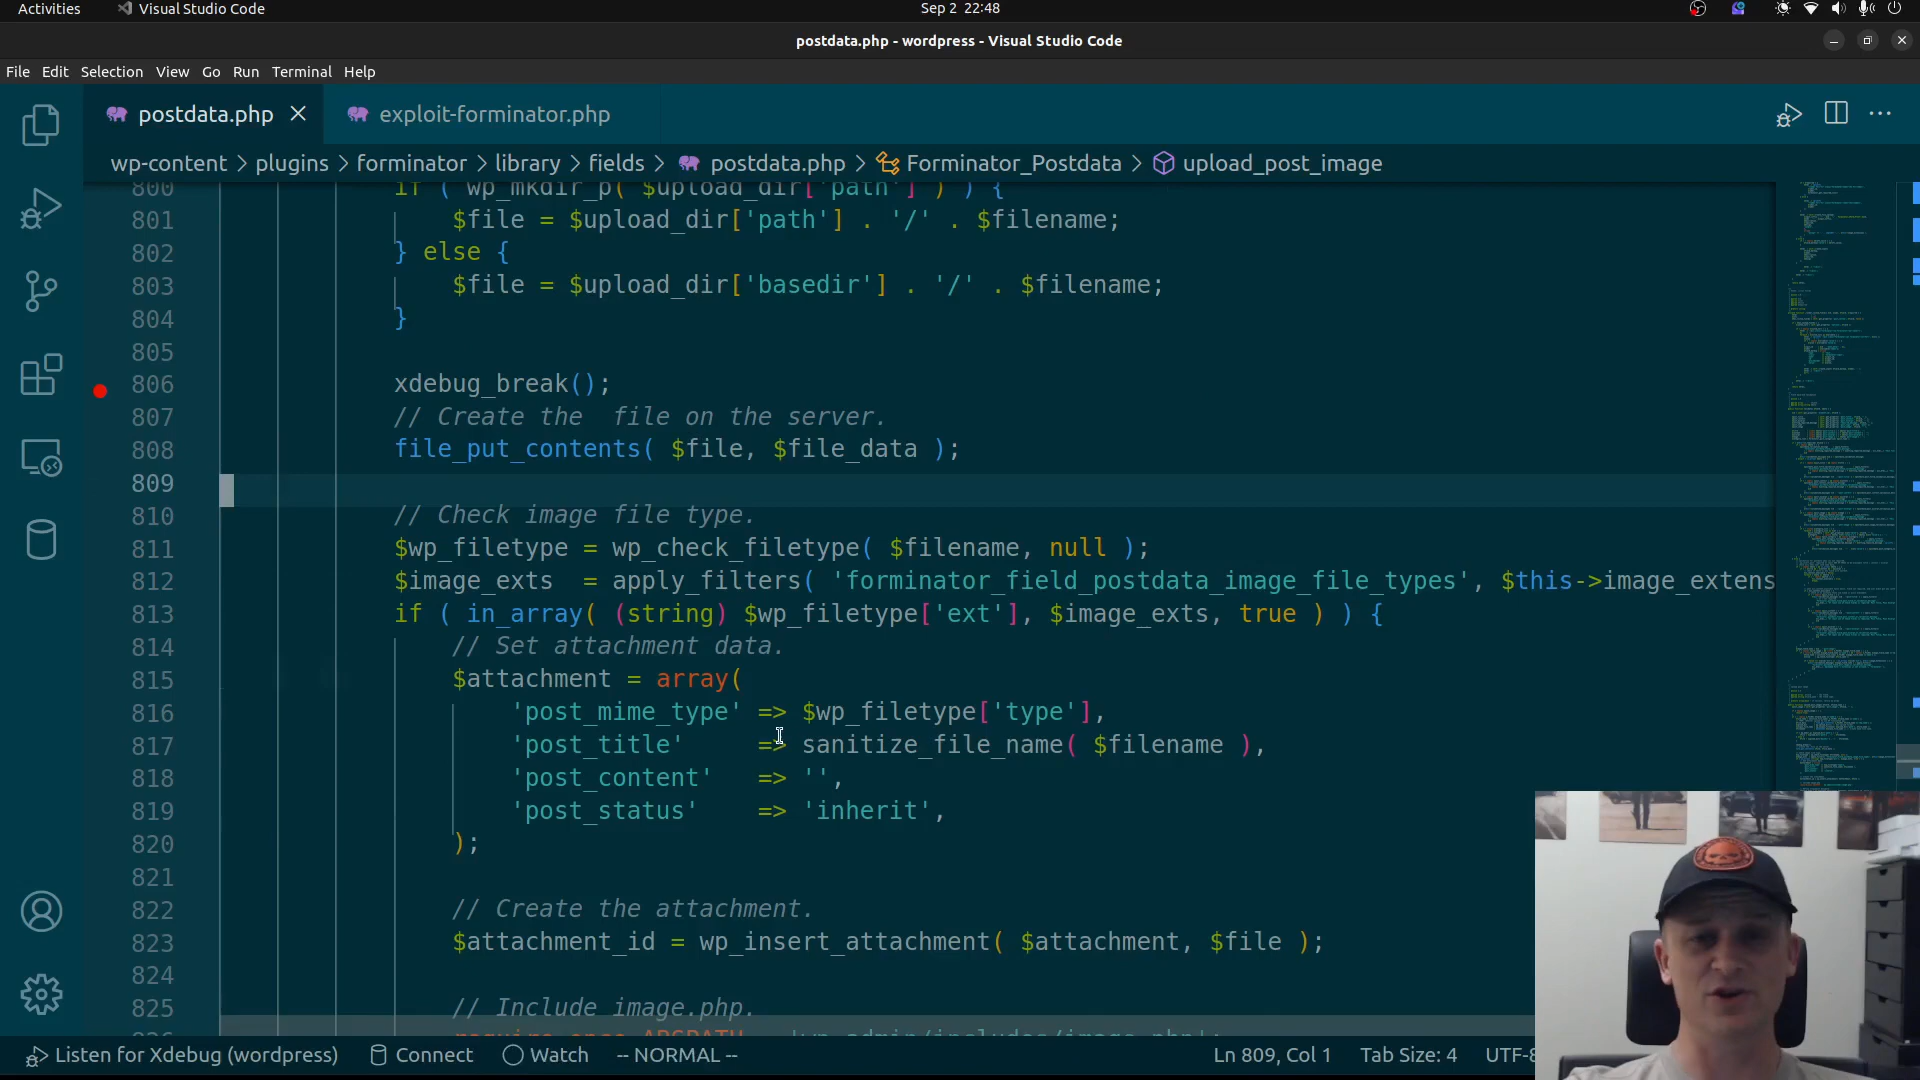 Activities
Visual Studio Code
Sep 2 22:48
postdata.php - wordpress - Visual Studio Code
File Edit Selection View Go Run Terminal Help
postdata.php
exploit-forminator.php
wp-content > plugins > forminator > library > fields > postdata.php > Forminator_Postdata > upload_post_image
800 if ( wp_mkdir_p( $upload_dir['path'] ) ) {
801 $file = $upload_dir['path'] . '/' . $filename;
802 } else {
803 $file = $upload_dir['basedir'] . '/' . $filename;
804 }
805
806 xdebug_break();
807 // Create the  file on the server.
808 file_put_contents( $file, $file_data );
809
810 // Check image file type.
811 $wp_filetype = wp_check_filetype( $filename, null );
812 $image_exts  = apply_filters( 'forminator_field_postdata_image_file_types', $this->image_extens
813 if ( in_array( (string) $wp_filetype['ext'], $image_exts, true ) ) {
814 // Set attachment data.
815 $attachment = array(
816 'post_mime_type' => $wp_filetype['type'],
817 'post_title'     => sanitize_file_name( $filename ),
818 'post_content'   => '',
819 'post_status'    => 'inherit',
820 );
821
822 // Create the attachment.
823 $attachment_id = wp_insert_attachment( $attachment, $file );
824
825 // Include image.php.
Listen for Xdebug (wordpress) Connect Watch -- NORMAL -- Ln 809, Col 1 Tab Size: 4 UTF-8